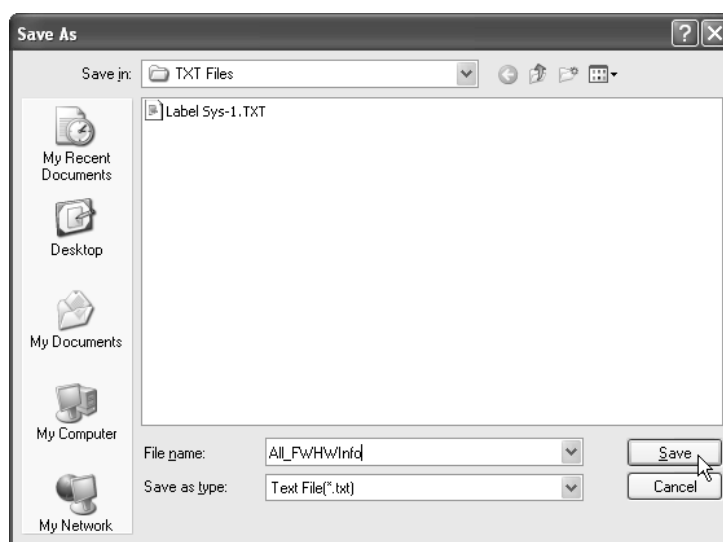 Save As
Save in:
TXT Files
Label Sys-1.TXT
My Recent
Documents
Desktop
My Documents
My Computer
My Network
File name:
All_FWHWInfo
Save
Save as type:
Text File(*.txt)
Cancel